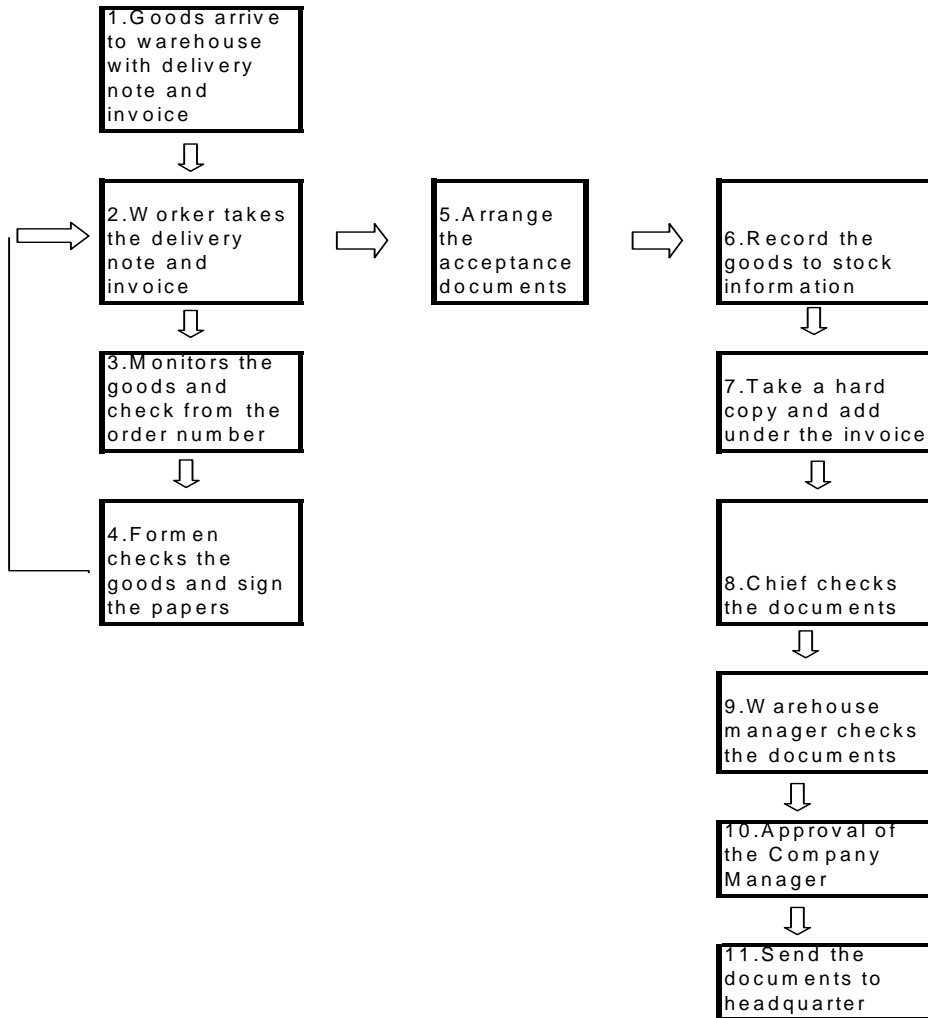 1.Goods arrive
to warehouse
with delivery
note and
invoice
2.Worker takes
the delivery
note and
invoice
3.Monitors the
goods and
check from the
order number
4.Formen
checks the
goods and sign
the papers
5.Arrange
the
acceptance
documents
6.Record the
goods to stock
information
7.Take a hard
copy and add
under the invoice
8.Chief checks
the documents
9.Warehouse
manager checks
the documents
10.Approval of
the Company
Manager
11.Send the
documents to
headquarter